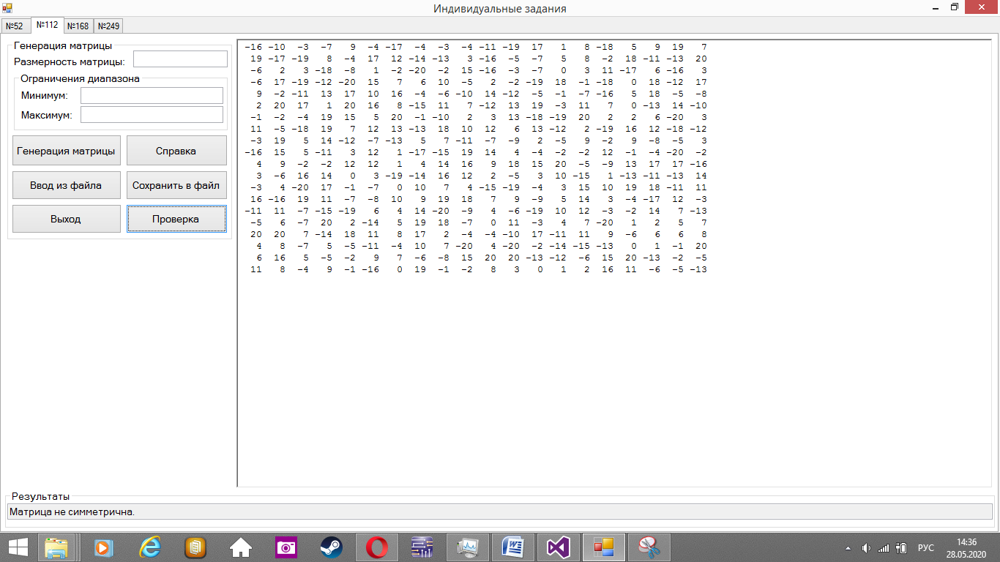 Индивидуальные задания
№52 №112 №168 №249
Генерация матрицы
Размерность матрицы:
Ограничения диапазона
Минимум:
Максимум:
Генерация матрицы Справка
Ввод из файла Сохранить в файл
Выход Проверка
-16 -10 -3 -7 9 -4 -17 -4 -3 -4 -11 -19 17 1 8 -18 5 9 19 7
19 -17 -19 8 -4 17 12 -14 -13 3 -16 -5 -7 5 8 -2 18 -11 -13 20
-6 2 3 -18 -8 1 -2 -20 -2 15 -16 -3 -7 0 3 11 -17 6 -16 3
-6 17 -19 -12 -20 15 7 6 10 -5 2 -2 -19 18 -1 -18 0 18 -12 17
9 -2 -11 13 17 10 16 -4 -6 -10 14 -12 -5 -1 -7 -16 5 18 -5 -8
2 20 17 1 20 16 8 -15 11 7 -12 13 19 -3 11 7 0 -13 14 -10
-1 -2 -4 19 15 5 20 -1 -10 2 3 13 -18 -19 20 2 2 6 -20 3
11 -5 -18 19 7 12 13 -13 18 10 12 6 13 -12 2 -19 16 12 -18 -12
-3 19 5 14 -12 -7 -13 5 7 -11 -7 -9 2 -5 9 -2 9 -8 -5 3
-16 15 5 -11 3 12 1 -17 -15 19 14 4 -4 -2 -2 12 -1 -4 -20 -2
4 9 -2 -2 12 12 1 4 14 16 9 18 15 20 -5 -9 13 17 17 -16
3 -6 16 14 0 3 -19 -14 16 12 2 -5 3 10 -15 1 -13 -11 -13 14
-3 4 -20 17 -1 -7 0 10 7 4 -15 -19 -4 3 15 10 19 18 -11 11
16 -16 19 11 -7 -8 10 9 19 18 7 9 -9 5 14 3 -4 -17 12 -3
-11 11 -7 -15 -19 6 4 14 -20 -9 4 -6 -19 10 12 -3 -2 14 7 -13
-5 6 -7 20 2 -14 5 19 18 -7 0 11 -3 4 7 -20 1 2 5 7
20 20 7 -14 18 11 8 17 2 -4 -4 -10 17 -11 11 9 -6 6 6 8
4 8 -7 5 -5 -11 -4 10 7 -20 4 -20 -2 -14 -15 -13 0 1 -1 20
6 16 5 -5 -2 9 7 -6 -8 15 20 20 -13 -12 -6 15 20 -13 -2 -5
11 8 -4 9 -1 -16 0 19 -1 -2 8 3 0 1 2 16 11 -6 -5 -13
Результаты
Матрица не симметрична.
РУС
14:36
28.05.2020